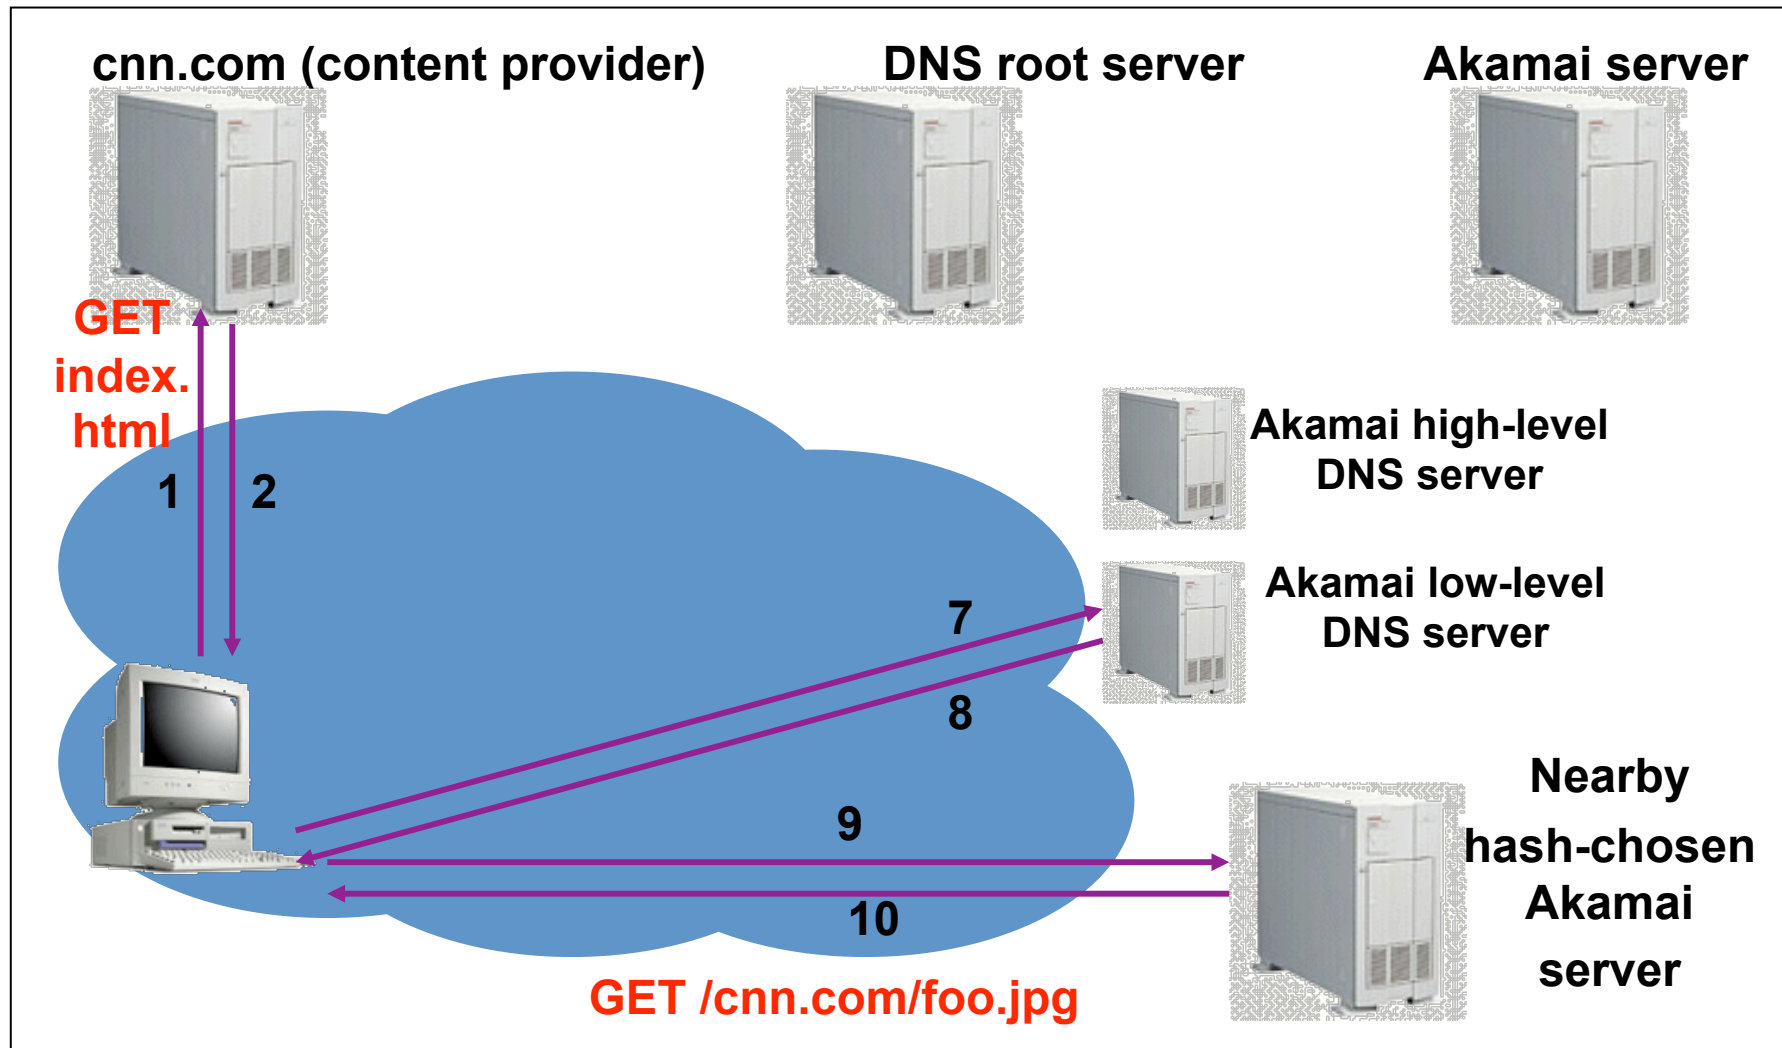 cnn.com (content provider)
DNS root server
Akamai server
GET
index.
html
1
2
Akamai high-level
DNS server
Akamai low-level
DNS server
7
8
9
10
Nearby
hash-chosen
Akamai
server
GET /cnn.com/foo.jpg